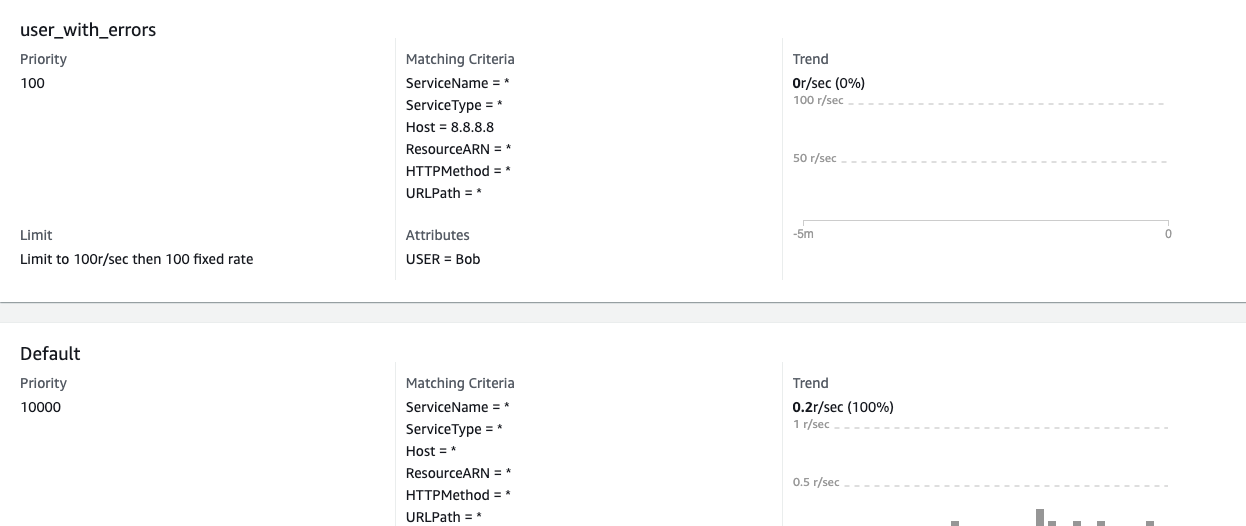 user_with_errors
Priority
100
Matching Criteria
ServiceName = *
ServiceType = *
Host = 8.8.8.8
ResourceARN = *
HTTPMethod = *
URLPath = *
Trend
0r/sec (0%)
100 r/sec
50 r/sec
-5m 0
Limit
Limit to 100r/sec then 100 fixed rate
Attributes
USER = Bob
Default
Priority
10000
Matching Criteria
ServiceName = *
ServiceType = *
Host = *
ResourceARN = *
HTTPMethod = *
URLPath = *
Trend
0.2r/sec (100%)
1 r/sec
0.5 r/sec